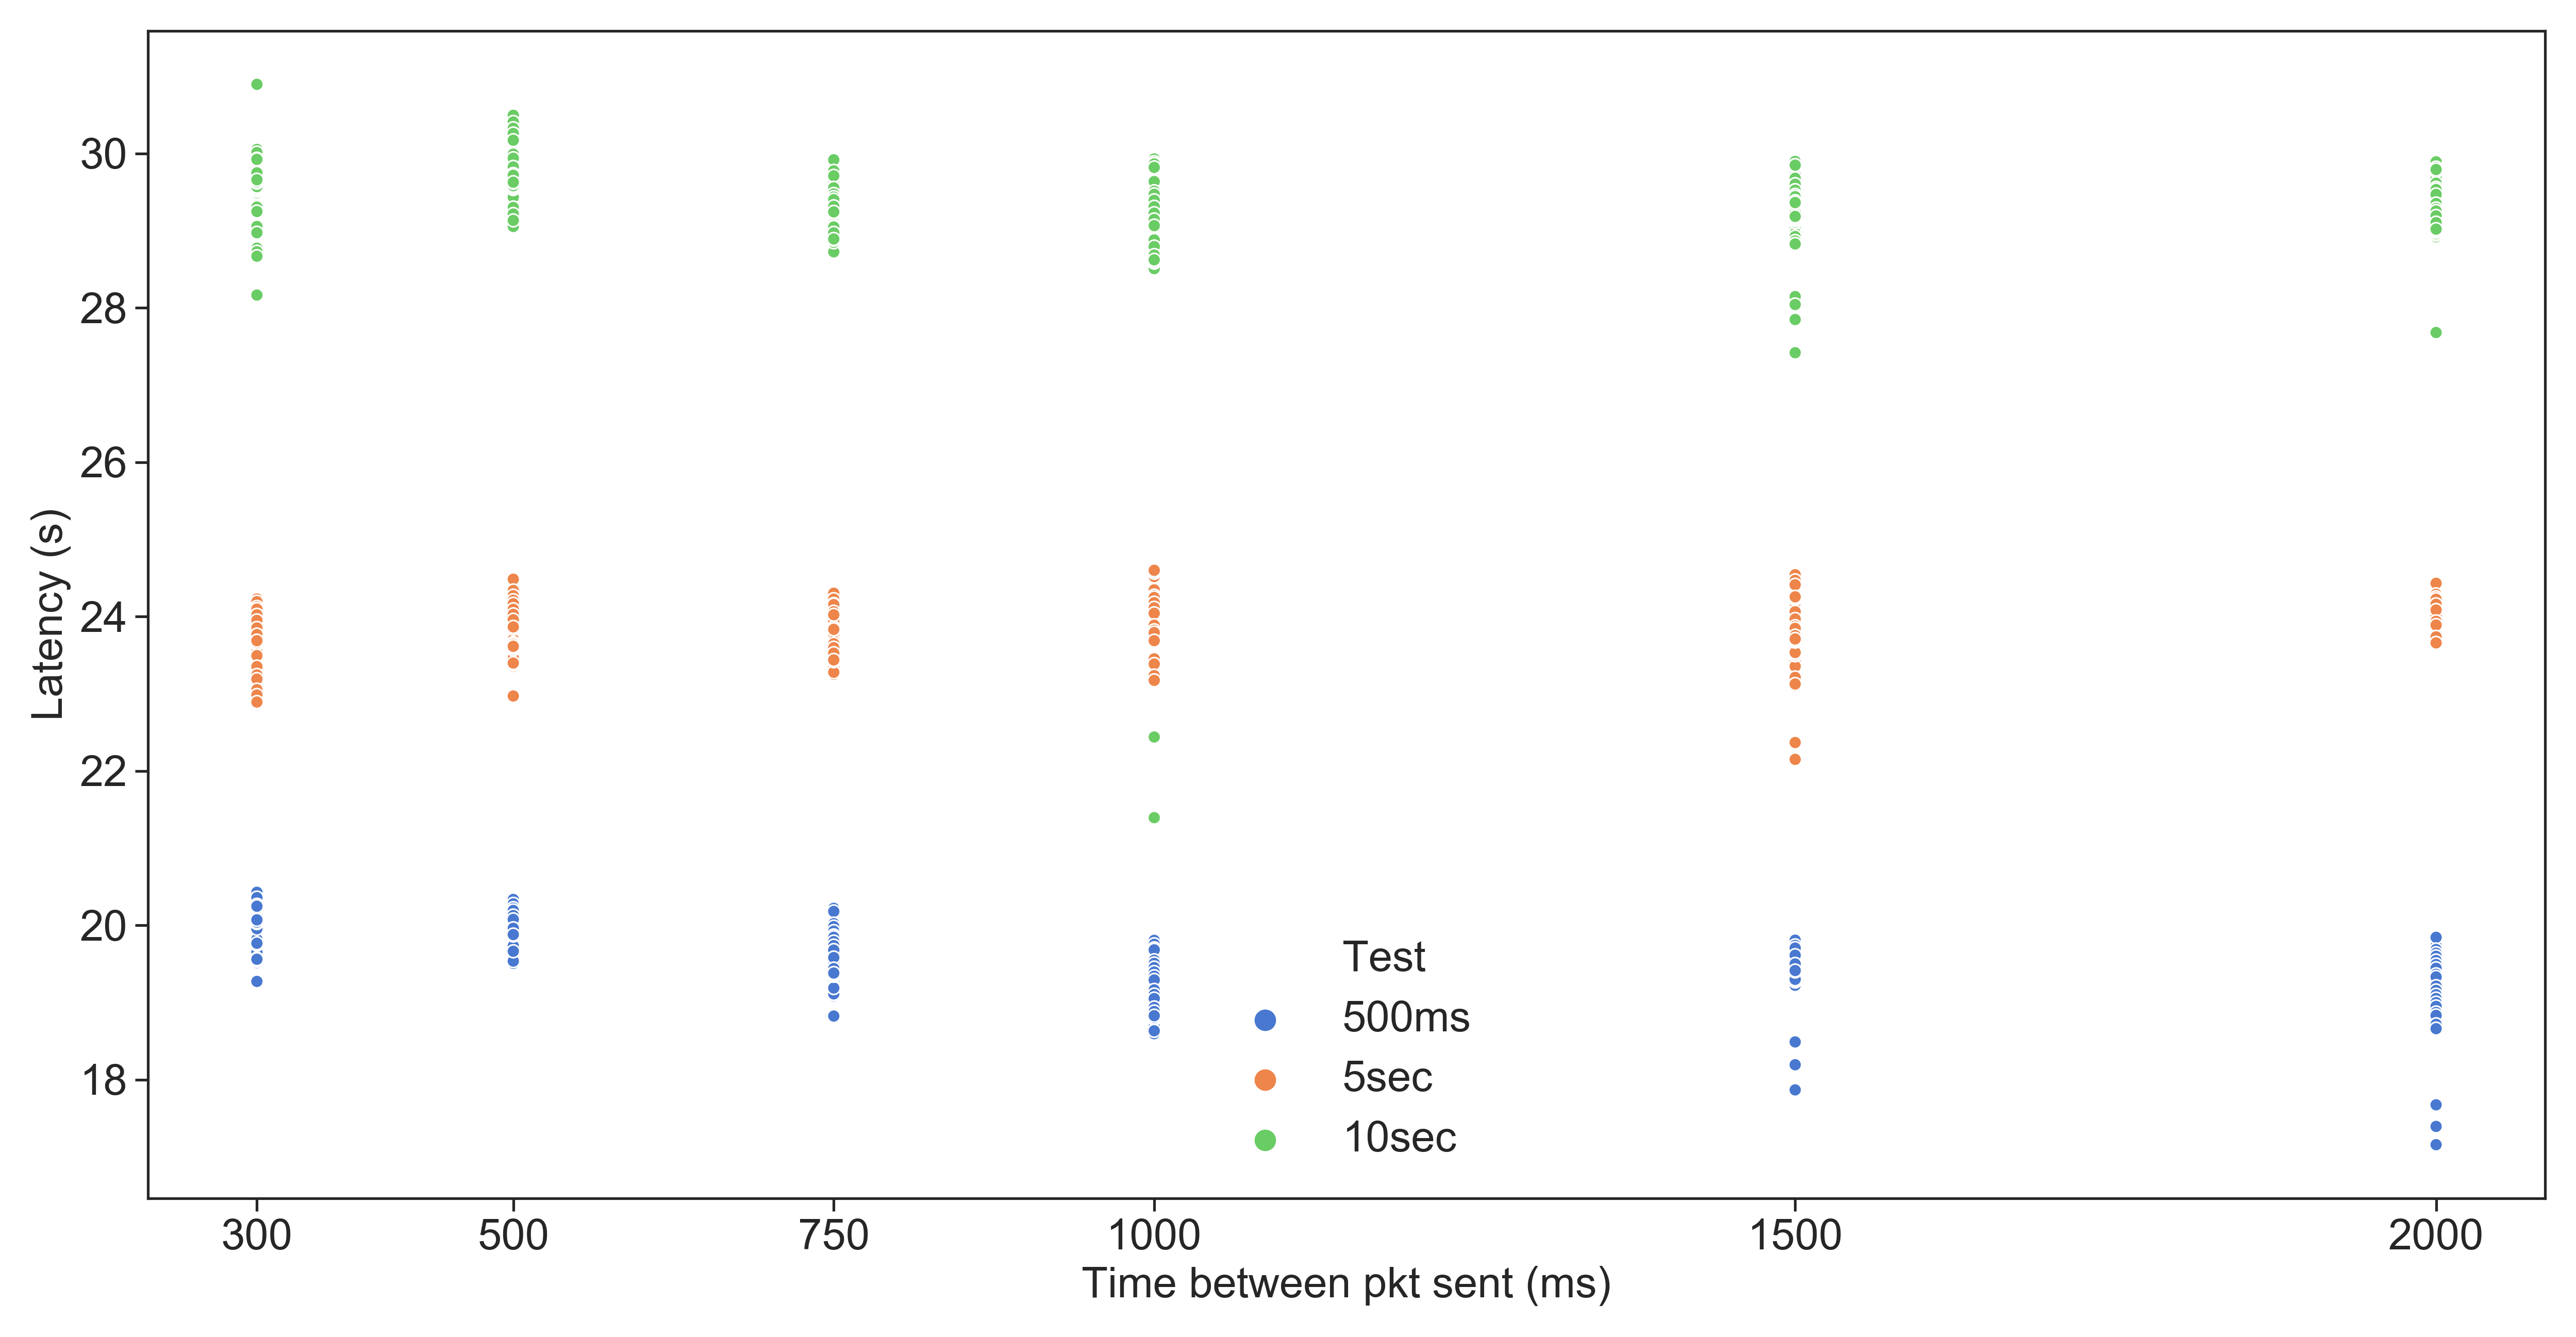 Latency (s)
30
28
26
24
22
20
18
Test
500ms
5sec
10sec
300 500 750 1000 1500 2000
Time between pkt sent (ms)